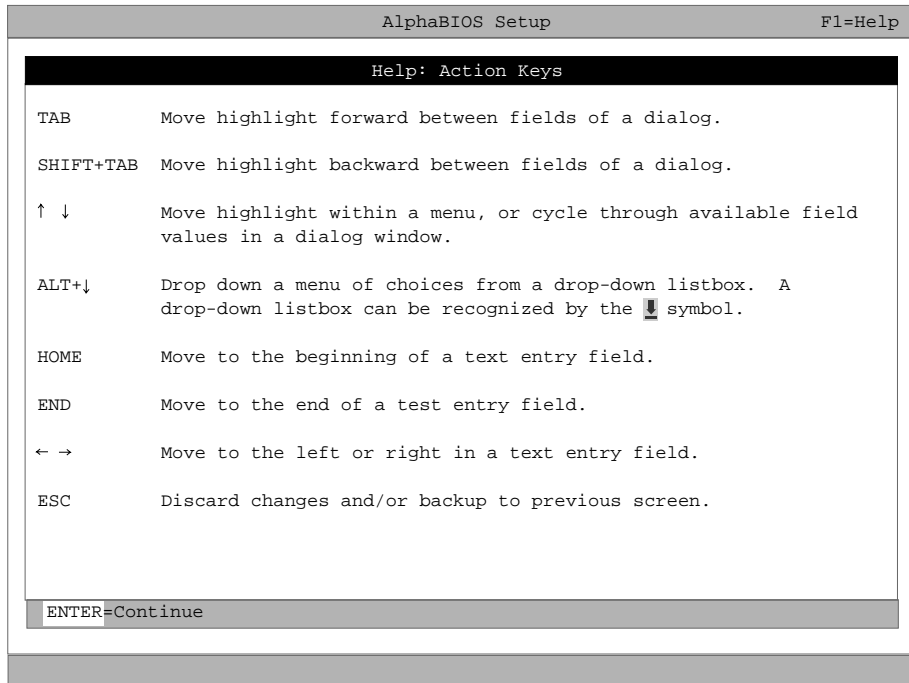 AlphaBIOS Setup F1=Help
Help: Action Keys
TAB Move highlight forward between fields of a dialog.
SHIFT+TAB Move highlight backward between fields of a dialog.
↑ ↓ Move highlight within a menu, or cycle through available field
values in a dialog window.
ALT+↓ Drop down a menu of choices from a drop-down listbox. A
drop-down listbox can be recognized by the ⬇ symbol.
HOME Move to the beginning of a text entry field.
END Move to the end of a test entry field.
← → Move to the left or right in a text entry field.
ESC Discard changes and/or backup to previous screen.
ENTER=Continue